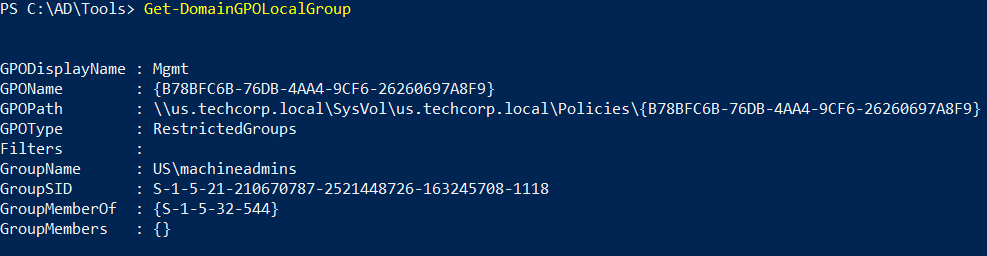 PS C:\AD\Tools> Get-DomainGPOLocalGroup
GPODisplayName : Mgmt
GPOName : {B78BFC6B-76DB-4AA4-9CF6-26260697A8F9}
GPOPath : \\us.techcorp.local\SysVol\us.techcorp.local\Policies\{B78BFC6B-76DB-4AA4-9CF6-26260697A8F9}
GPOType : RestrictedGroups
Filters :
GroupName : US\machineadmins
GroupSID : S-1-5-21-210670787-2521448726-163245708-1118
GroupMemberOf : {S-1-5-32-544}
GroupMembers : {}